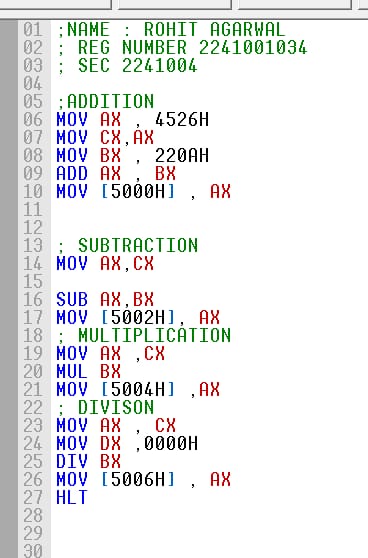 01 ;NAME : ROHIT AGARWAL
02 ; REG NUMBER 2241001034
03 ; SEC 2241004
04
05 ;ADDITION
06 MOV AX , 4526H
07 MOV CX,AX
08 MOV BX , 220AH
09 ADD AX , BX
10 MOV [5000H] , AX
11
12
13 ; SUBTRACTION
14 MOV AX,CX
15
16 SUB AX,BX
17 MOV [5002H], AX
18 ; MULTIPLICATION
19 MOV AX ,CX
20 MUL BX
21 MOV [5004H] ,AX
22 ; DIVISON
23 MOV AX , CX
24 MOV DX ,0000H
25 DIV BX
26 MOV [5006H] , AX
27 HLT
28
29
30